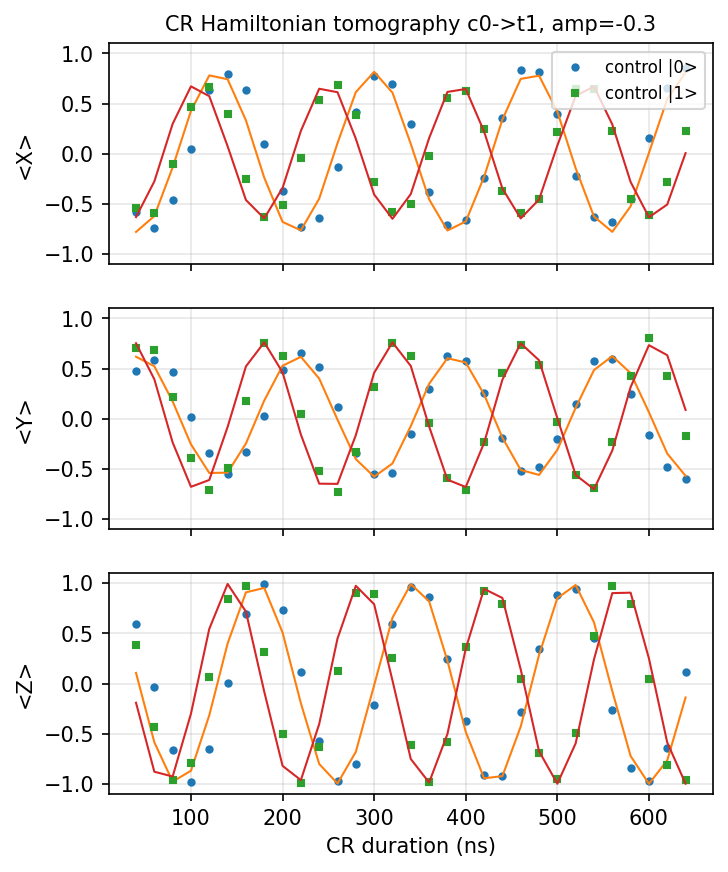 CR Hamiltonian tomography c0->t1, amp=-0.3
<X>
1.0
0.5
0.0
−0.5
−1.0
control |0>
control |1>
<Y>
1.0
0.5
0.0
−0.5
−1.0
<Z>
1.0
0.5
0.0
−0.5
−1.0
100 200 300 400 500 600
CR duration (ns)